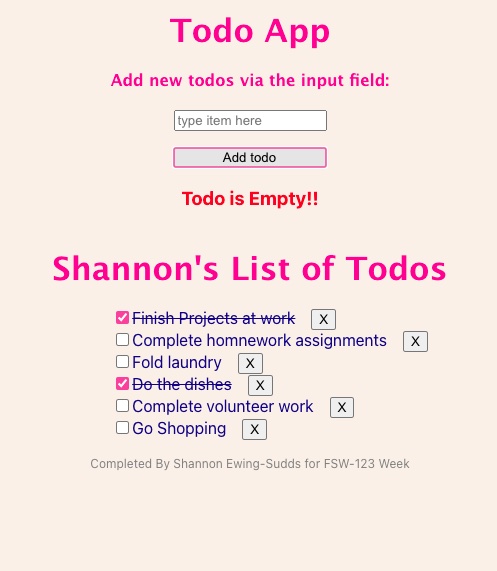 Todo App
Add new todos via the input field:
type item here
Add todo
Todo is Empty!!
Shannon's List of Todos
Finish Projects at work X
Complete homnework assignments X
Fold laundry X
Do the dishes X
Complete volunteer work X
Go Shopping X
Completed By Shannon Ewing-Sudds for FSW-123 Week